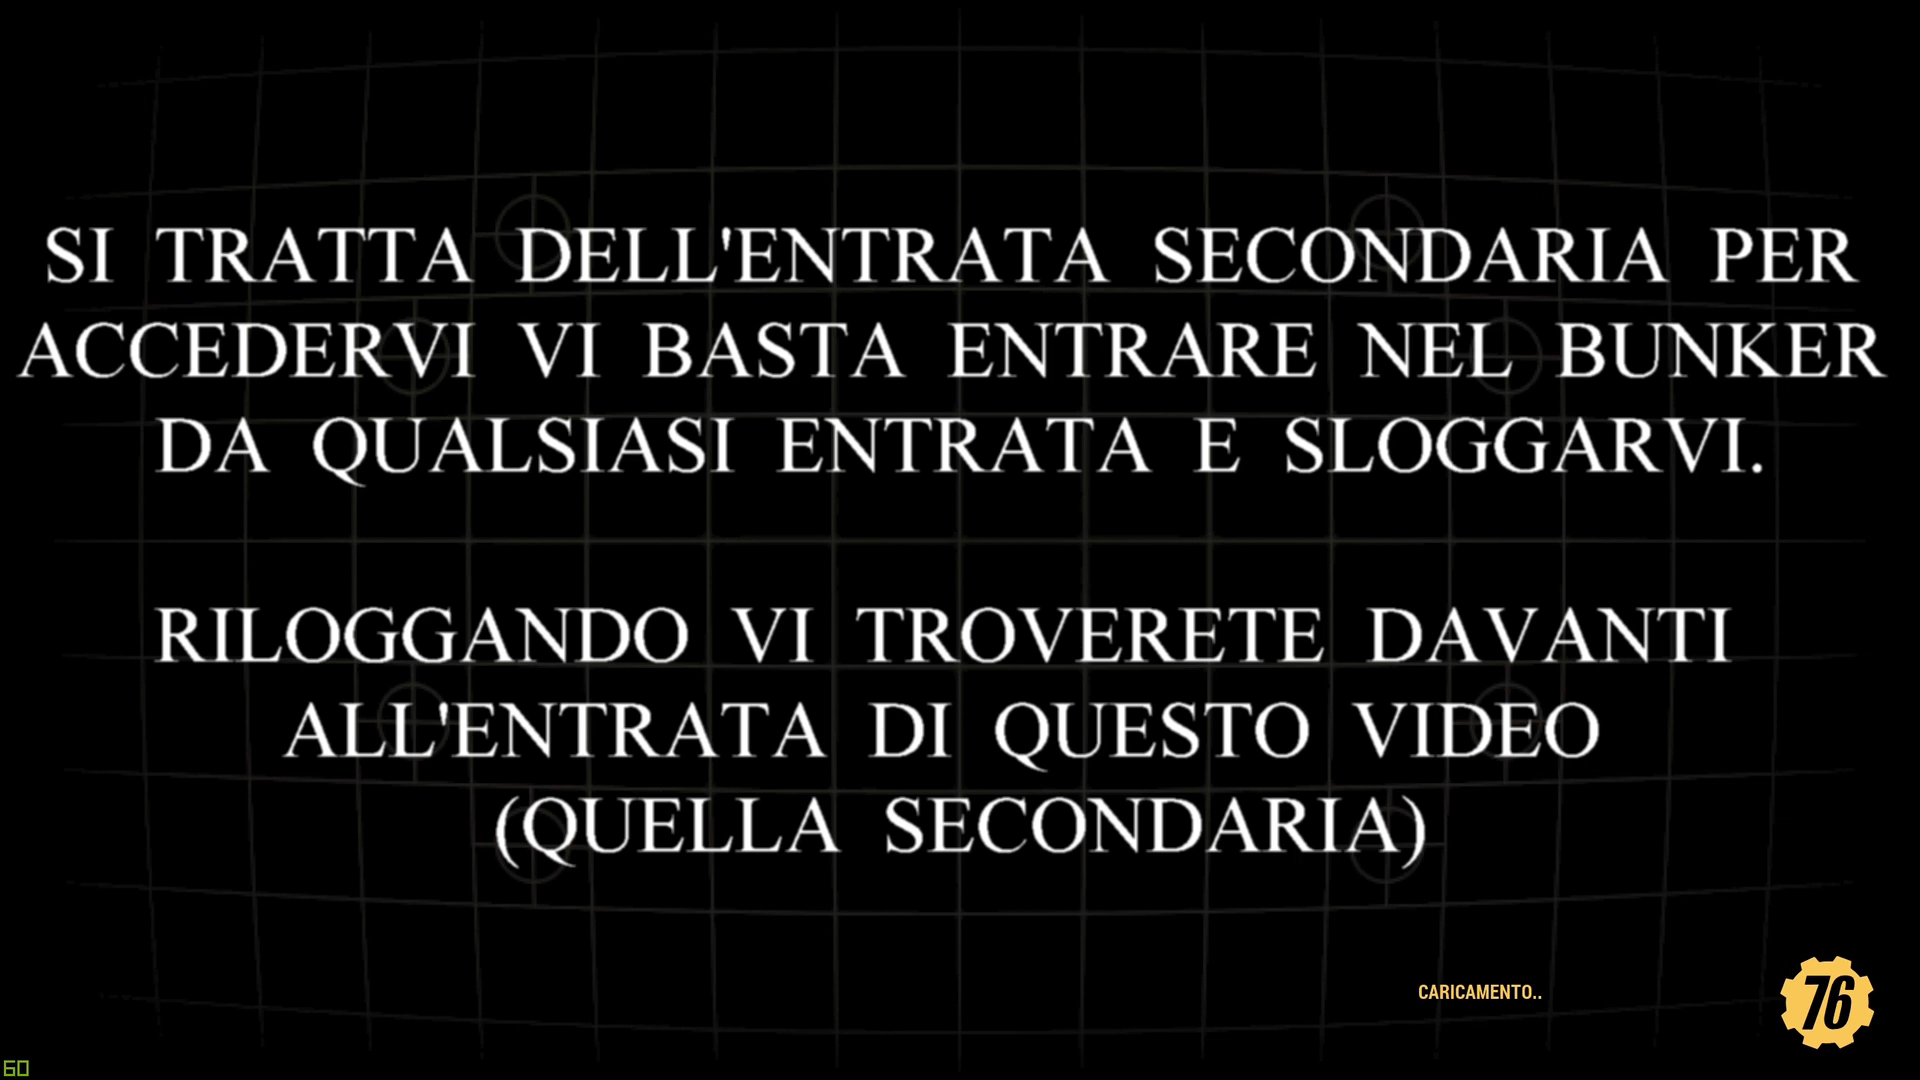 SI TRATTA DELL'ENTRATA SECONDARIA PER
ACCEDERVI VI BASTA ENTRARE NEL BUNKER
DA QUALSIASI ENTRATA E SLOGGARVI.
RILOGGANDO VI TROVERETE DAVANTI
ALL'ENTRATA DI QUESTO VIDEO
(QUELLA SECONDARIA)
CARICAMENTO..
76
60